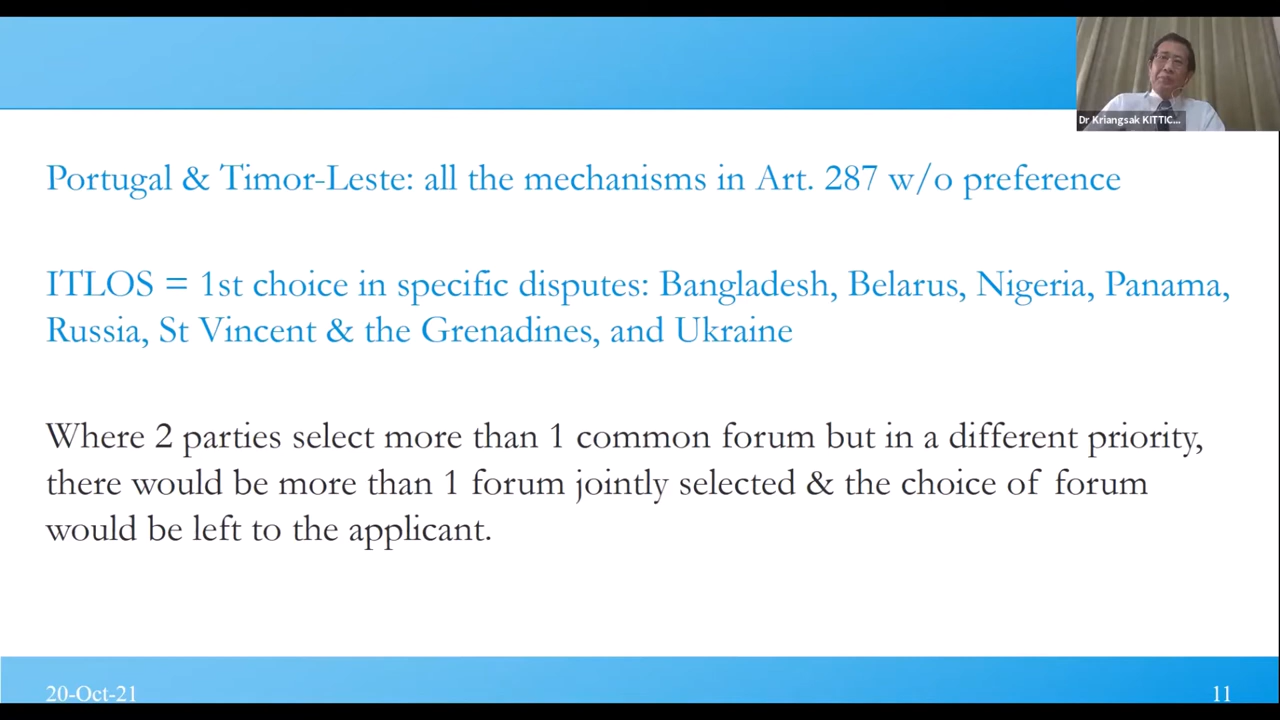 Dr Kriangsak KITTIC...
Portugal & Timor-Leste: all the mechanisms in Art. 287 w/o preference
ITLOS = 1st choice in specific disputes: Bangladesh, Belarus, Nigeria, Panama,
Russia, St Vincent & the Grenadines, and Ukraine
Where 2 parties select more than 1 common forum but in a different priority,
there would be more than 1 forum jointly selected & the choice of forum
would be left to the applicant.
20-Oct-21
11